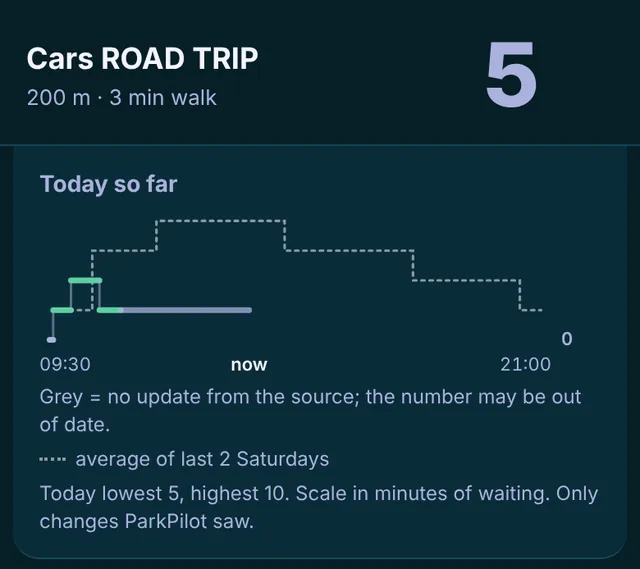 Cars ROAD TRIP
5
200 m · 3 min walk
Today so far
0
09:30
now
21:00
Grey = no update from the source; the number may be out
of date.
average of last 2 Saturdays
Today lowest 5, highest 10. Scale in minutes of waiting. Only
changes ParkPilot saw.